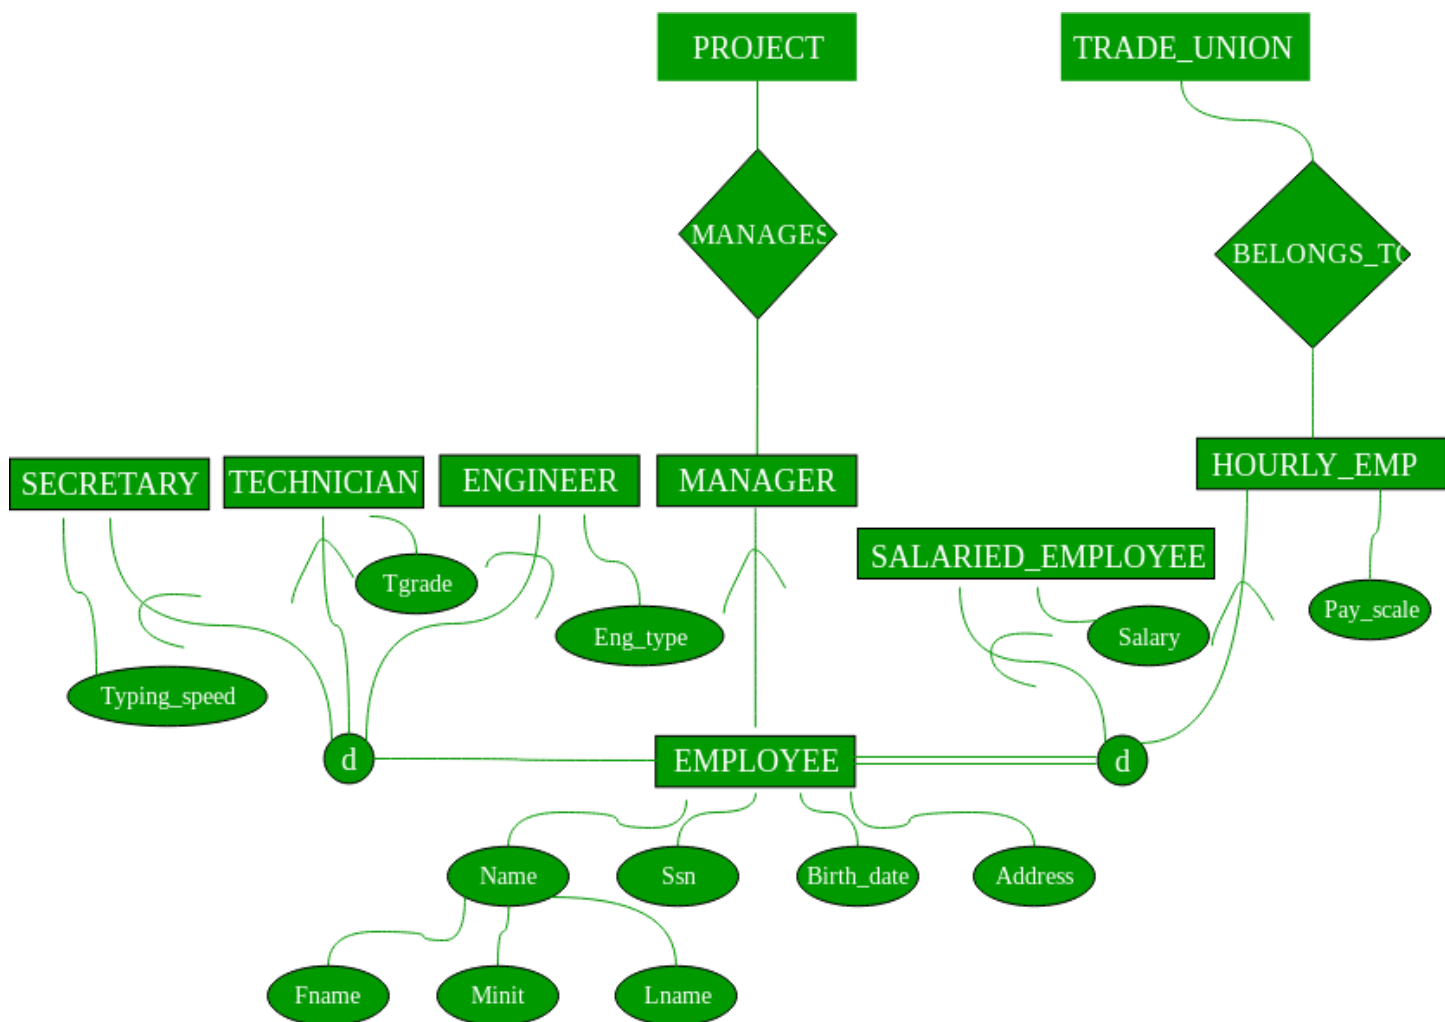 PROJECT
TRADE_UNION
MANAGES
BELONGS_TO
SECRETARY
TECHNICIAN
ENGINEER
MANAGER
HOURLY_EMP
SALARIED_EMPLOYEE
Tgrade
Eng_type
Salary
Pay_scale
Typing_speed
d
EMPLOYEE
d
Name
Ssn
Birth_date
Address
Fname
Minit
Lname